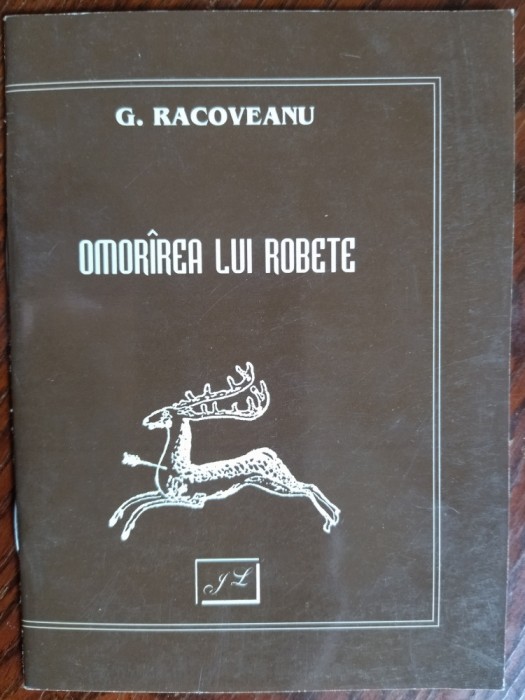 G. RACOVEANU
OMORÎREA LUI ROBETE
J L